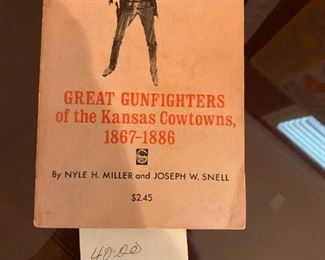 GREAT GUNFIGHTERS
of the Kansas Cowtowns,
1867-1886
By NYLE H. MILLER and JOSEPH W. SNELL
$2.45
40.00